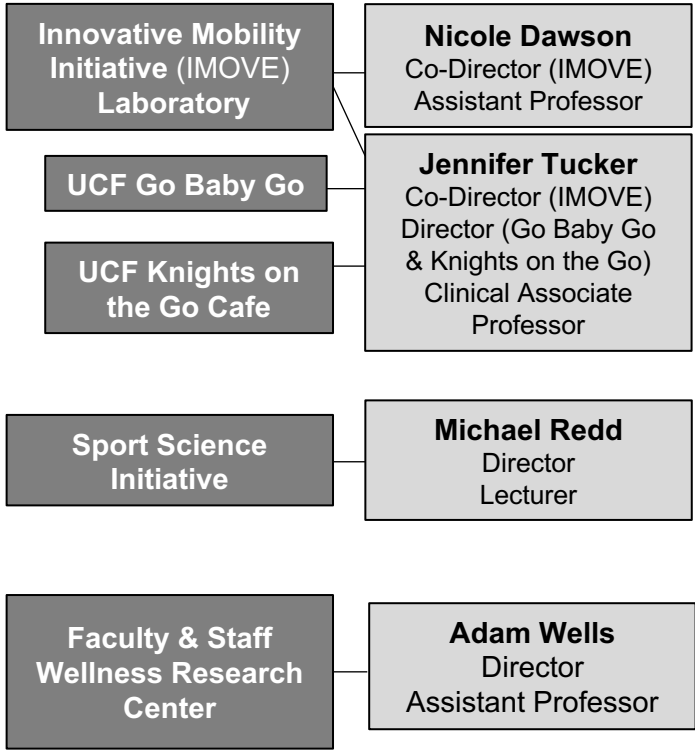 Innovative Mobility
Initiative (IMOVE)
Laboratory
Nicole Dawson
Co-Director (IMOVE)
Assistant Professor
UCF Go Baby Go
UCF Knights on
the Go Cafe
Jennifer Tucker
Co-Director (IMOVE)
Director (Go Baby Go
& Knights on the Go)
Clinical Associate
Professor
Sport Science
Initiative
Michael Redd
Director
Lecturer
Faculty & Staff
Wellness Research
Center
Adam Wells
Director
Assistant Professor